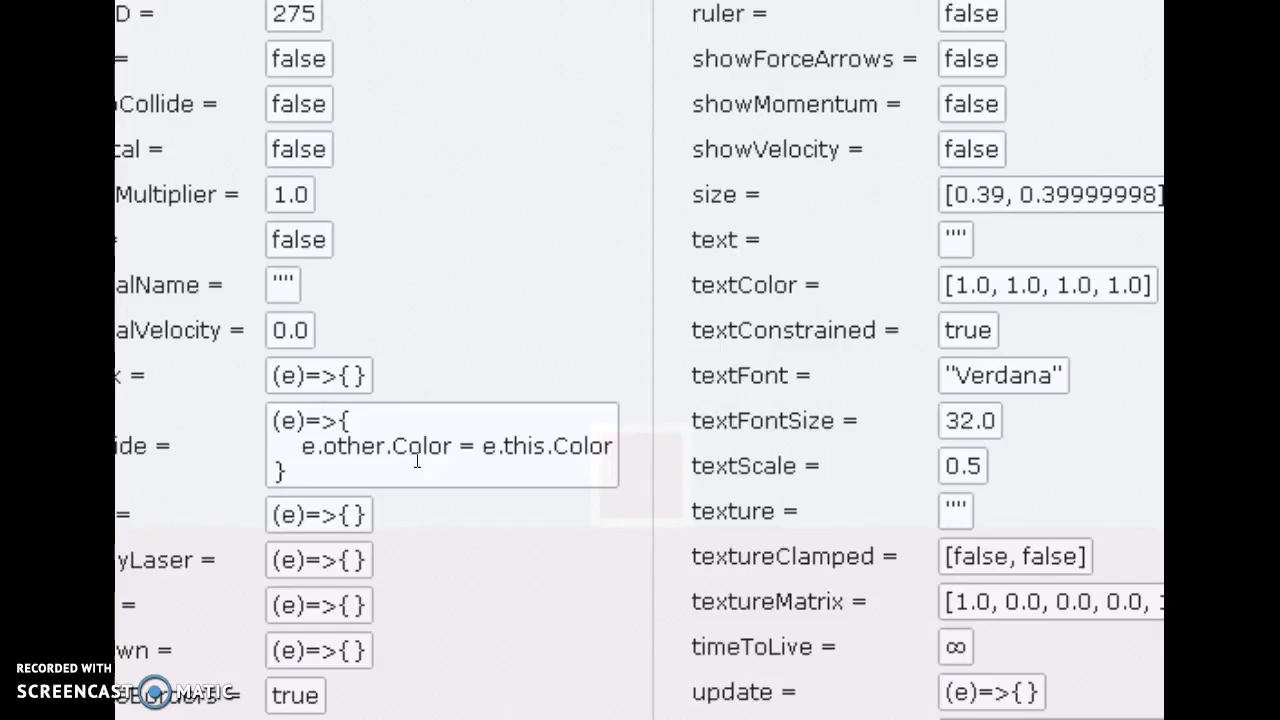 D = 275
= false
Collide = false
tal = false
Multiplier = 1.0
= false
alName = ""
alVelocity = 0.0
x = (e)=>{}
ide = (e)=>{
e.other.Color = e.this.Color
}
= (e)=>{}
yLaser = (e)=>{}
= (e)=>{}
wn = (e)=>{}
= true
ruler = false
showForceArrows = false
showMomentum = false
showVelocity = false
size = [0.39, 0.39999998]
text = ""
textColor = [1.0, 1.0, 1.0, 1.0]
textConstrained = true
textFont = "Verdana"
textFontSize = 32.0
textScale = 0.5
texture = ""
textureClamped = [false, false]
textureMatrix = [1.0, 0.0, 0.0, 0.0,
timeToLive = ∞
update = (e)=>{}
RECORDED WITH
SCREENCAST MATIC